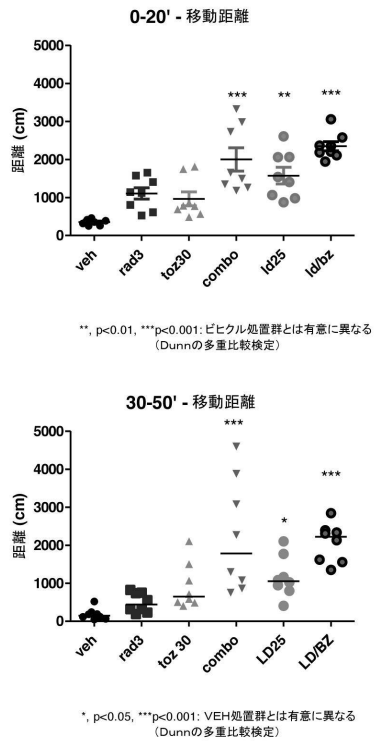 0-20' - 移動距離
距離 (cm)
5000
4000
3000
2000
1000
0
***
**
***
veh
rad3
toz30
combo
ld25
ld/bz
**, p<0.01, ***p<0.001: ビヒクル処置群とは有意に異なる
(Dunnの多重比較検定)
30-50' - 移動距離
距離 (cm)
5000
4000
3000
2000
1000
0
***
*
***
veh
rad3
toz 30
combo
LD25
LD/BZ
*, p<0.05, ***p<0.001: VEH処置群とは有意に異なる
(Dunnの多重比較検定)